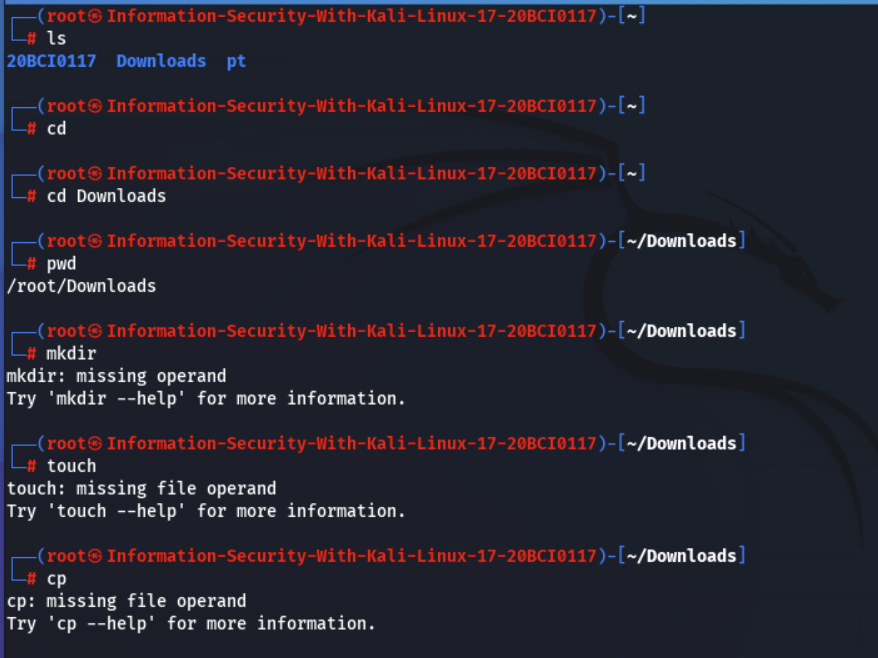 ┌──(root㉿Information-Security-With-Kali-Linux-17-20BCI0117)-[~]
└─# ls
20BCI0117  Downloads  pt
┌──(root㉿Information-Security-With-Kali-Linux-17-20BCI0117)-[~]
└─# cd
┌──(root㉿Information-Security-With-Kali-Linux-17-20BCI0117)-[~]
└─# cd Downloads
┌──(root㉿Information-Security-With-Kali-Linux-17-20BCI0117)-[~/Downloads]
└─# pwd
/root/Downloads
┌──(root㉿Information-Security-With-Kali-Linux-17-20BCI0117)-[~/Downloads]
└─# mkdir
mkdir: missing operand
Try 'mkdir --help' for more information.
┌──(root㉿Information-Security-With-Kali-Linux-17-20BCI0117)-[~/Downloads]
└─# touch
touch: missing file operand
Try 'touch --help' for more information.
┌──(root㉿Information-Security-With-Kali-Linux-17-20BCI0117)-[~/Downloads]
└─# cp
cp: missing file operand
Try 'cp --help' for more information.